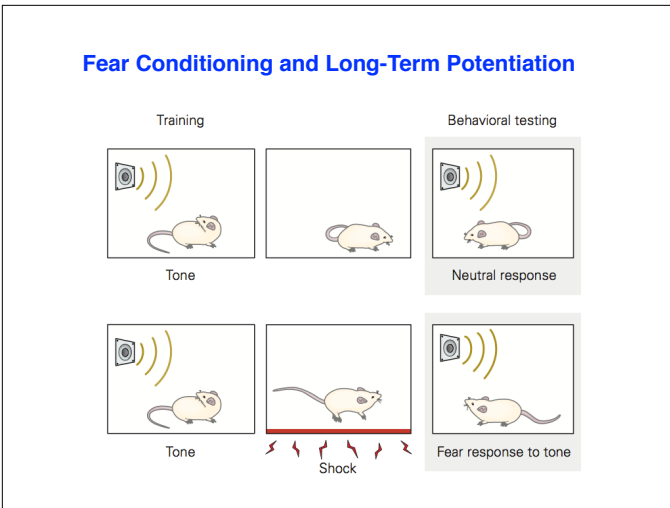 Fear Conditioning and Long-Term Potentiation
Training
Behavioral testing
Tone
Neutral response
Tone
Shock
Fear response to tone